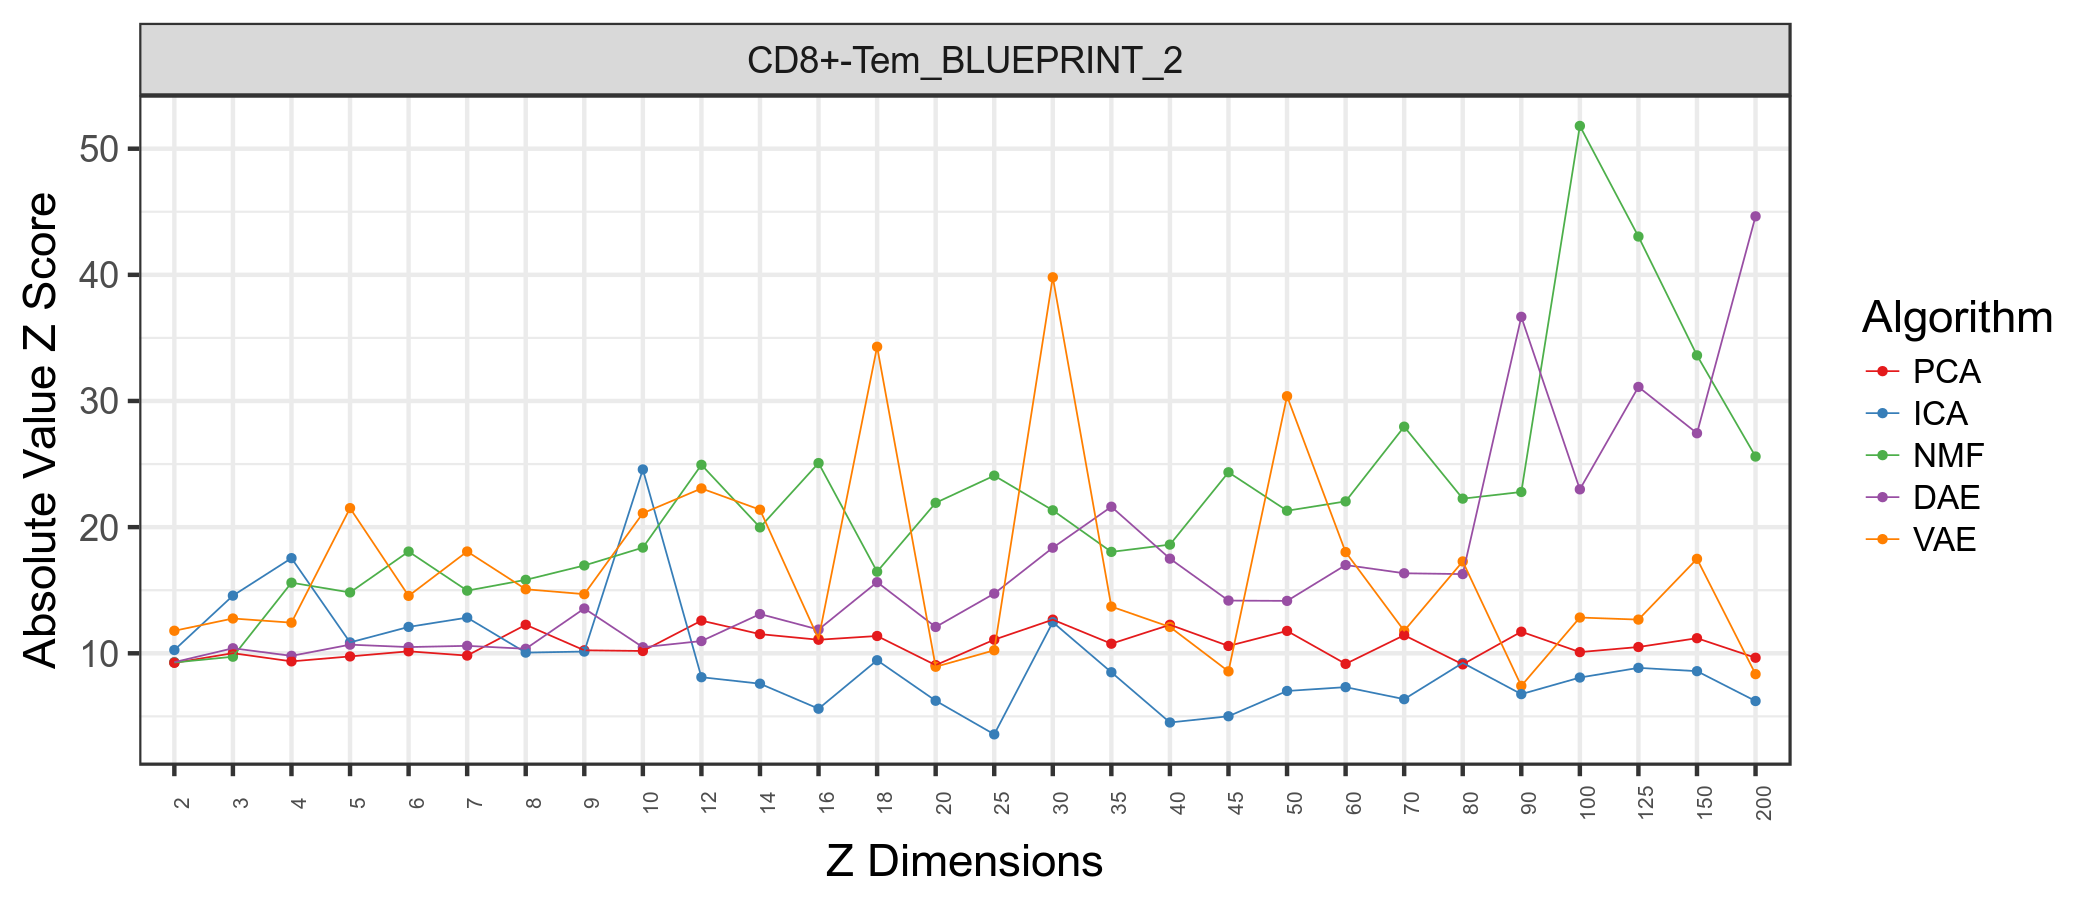 CD8+-Tem_BLUEPRINT_2
Absolute Value Z Score
50
40
30
20
10
2 3 4 5 6 7 8 9 10 12 14 16 18 20 25 30 35 40 45 50 60 70 80 90 100 125 150 200
Z Dimensions
Algorithm
PCA
ICA
NMF
DAE
VAE